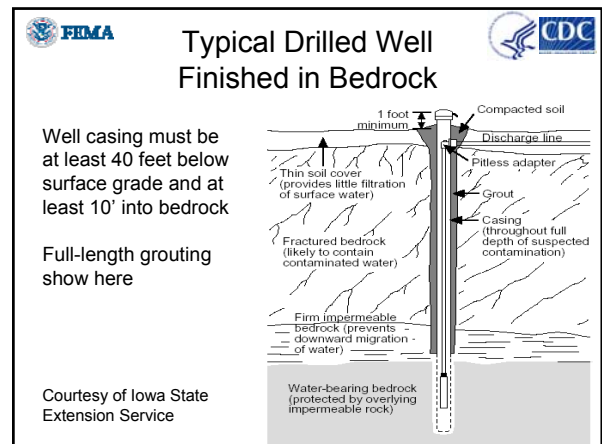 FEMA
CDC
Typical Drilled Well
Finished in Bedrock
Well casing must be
at least 40 feet below
surface grade and at
least 10’ into bedrock
Full-length grouting
show here
Courtesy of Iowa State
Extension Service
1 foot
minimum
Compacted soil
Discharge line
Pitless adapter
Thin soil cover
(provides little filtration
of surface water)
Grout
Casing
(throughout full
depth of suspected
contamination)
Fractured bedrock
(likely to contain
contaminated water)
Firm impermeable
bedrock (prevents
downward migration -
of water)
Water-bearing bedrock
(protected by overlying
impermeable rock)